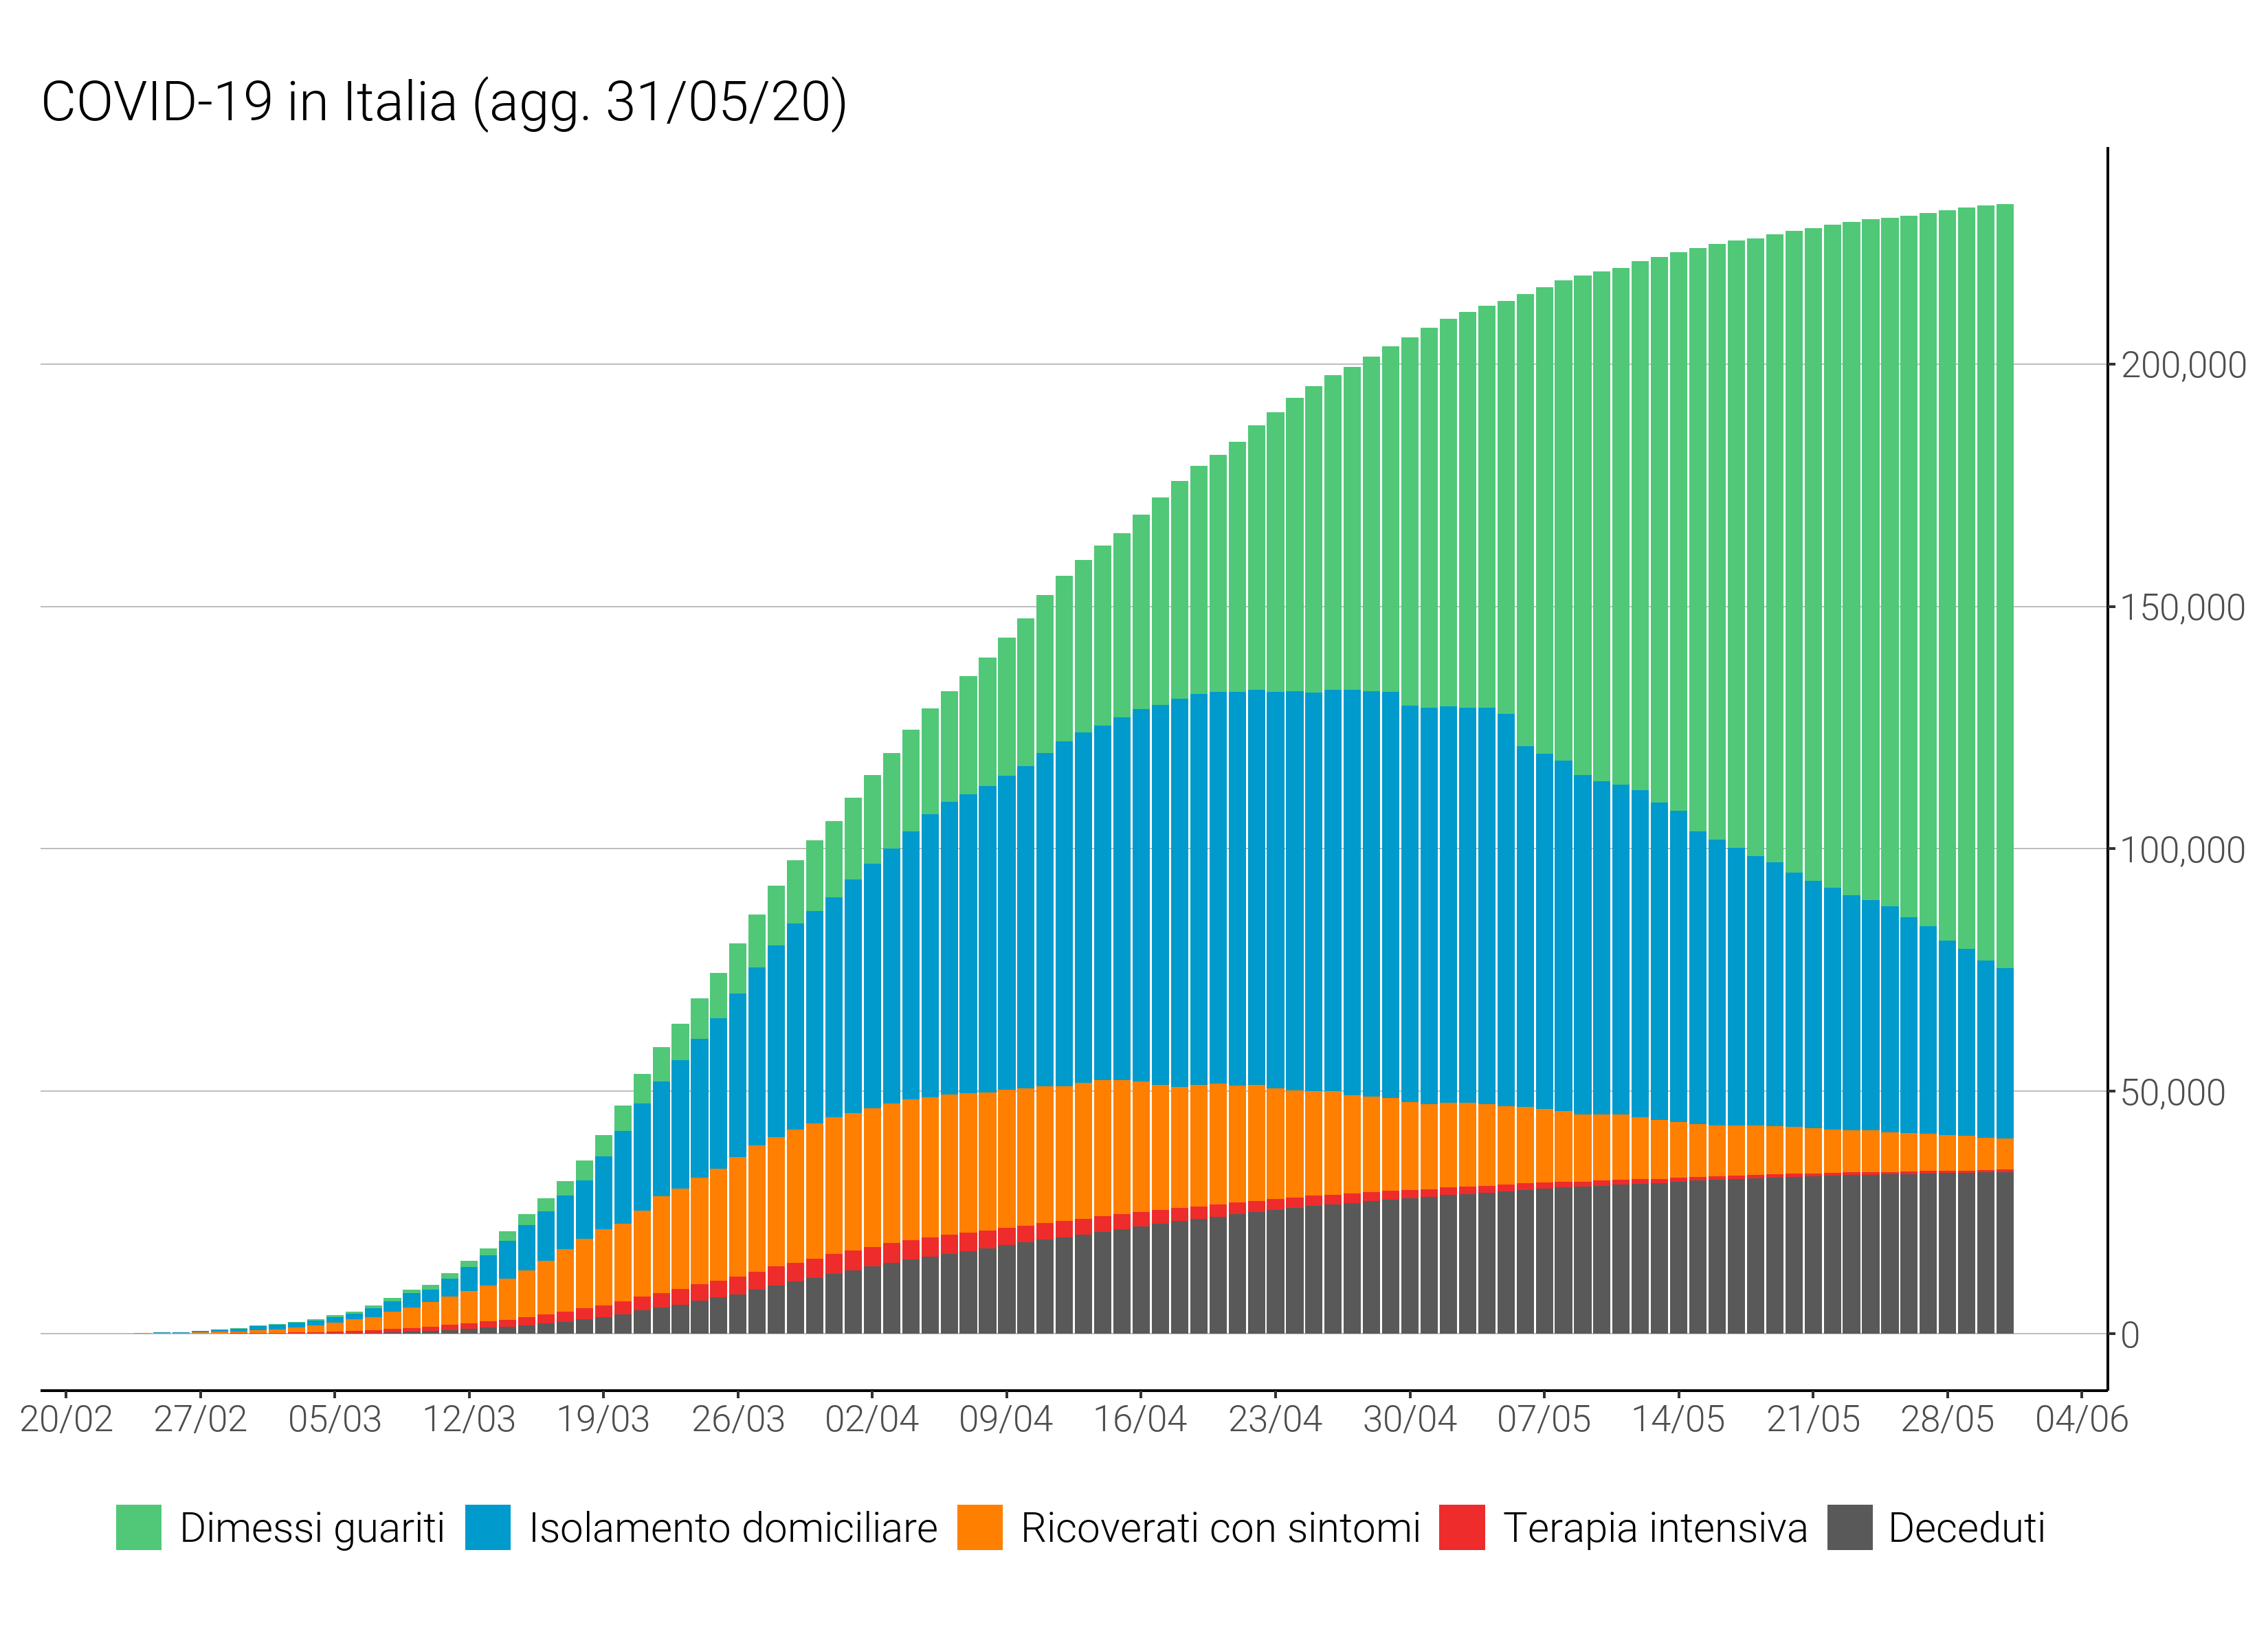 COVID-19 in Italia (agg. 31/05/20)
200,000
150,000
100,000
50,000
0
20/02 27/02 05/03 12/03 19/03 26/03 02/04 09/04 16/04 23/04 30/04 07/05 14/05 21/05 28/05 04/06
Dimessi guariti Isolamento domiciliare Ricoverati con sintomi Terapia intensiva Deceduti